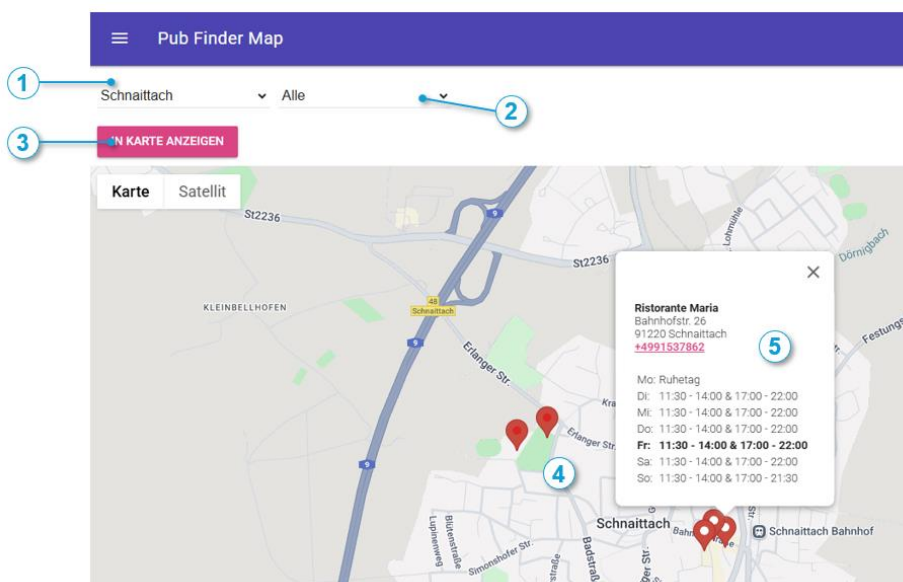 Pub Finder Map
1
Schnaittach
Alle
2
3
IN KARTE ANZEIGEN
Karte
Satellit
St2236
9
Lohmühle
Dörnigbach
St2236
KLEINBELLHOFEN
48
Schnaittach
9
Erlanger Str.
Ristorante Maria
Bahnhofstr. 26
91220 Schnaittach
+4991537862
5
Festungs
Mo: Ruhetag
Di: 11:30 - 14:00 & 17:00 - 22:00
Mi: 11:30 - 14:00 & 17:00 - 22:00
Do: 11:30 - 14:00 & 17:00 - 22:00
Fr: 11:30 - 14:00 & 17:00 - 22:00
Sa: 11:30 - 14:00 & 17:00 - 22:00
So: 11:30 - 14:00 & 17:00 - 21:30
Kra
Erlanger Str.
9
4
Schnaittach
Schnaittach Bahnhof
Blütenstraße
Lupinenweg
Simonshofer Str.
Badstraß